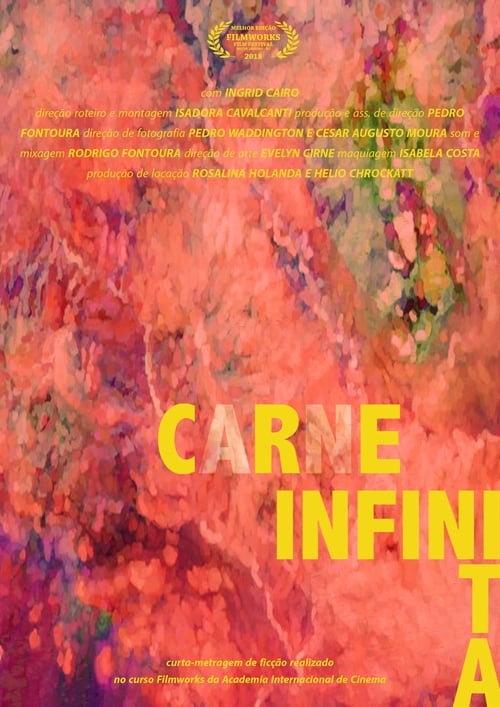 MELHOR EDIÇÃO
FILMWORKS
FILM FESTIVAL
2018
com INGRID CAIRO
direção roteiro e montagem ISADORA CAVALCANTI produção e ass. de direção PEDRO
FONTOURA direção de fotografia PEDRO WADDINGTON E CESAR AUGUSTO MOURA som e
mixagem RODRIGO FONTOURA direção de arte EVELYN CIRNE maquiagem ISABELA COSTA
produção de locação ROSALINA HOLANDA E HELIO CHROCKATT
CARNE
INFINI
T
A
curta-metragem de ficção realizado
no curso Filmworks da Academia Internacional de Cinema